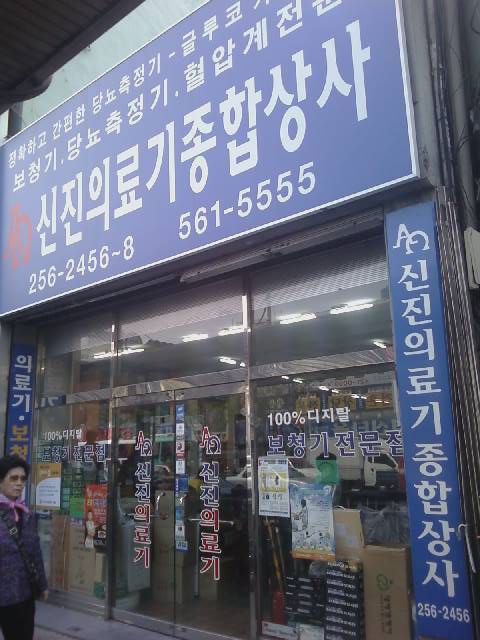 정확하고 간편한 당뇨측정기 - 글루코
보청기.당뇨측정기.혈압계전문
신진의료기종합상사
256-2456~8 561-5555
신진의료기종합상사
256-2456
의료기·보청
100% 디지탈
보청기전문점
신진의료기
신진의료기
100% 디지탈
보청기전문점